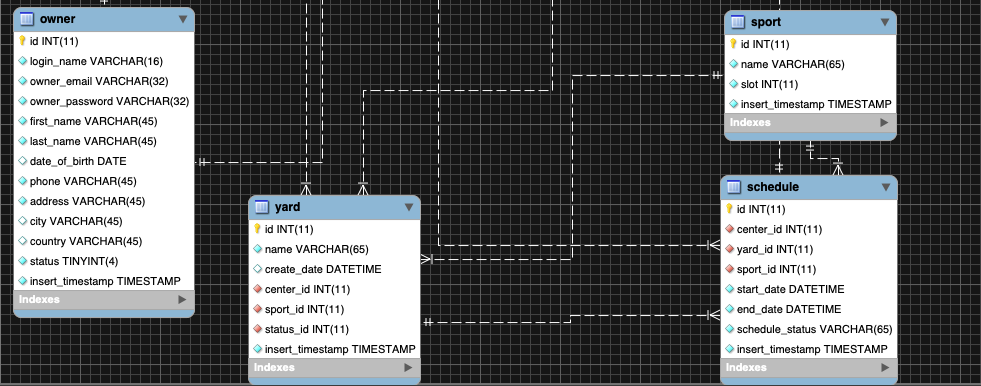 owner
id INT(11)
login_name VARCHAR(16)
owner_email VARCHAR(32)
owner_password VARCHAR(32)
first_name VARCHAR(45)
last_name VARCHAR(45)
date_of_birth DATE
phone VARCHAR(45)
address VARCHAR(45)
city VARCHAR(45)
country VARCHAR(45)
status TINYINT(4)
insert_timestamp TIMESTAMP
Indexes
yard
id INT(11)
name VARCHAR(65)
create_date DATETIME
center_id INT(11)
sport_id INT(11)
status_id INT(11)
insert_timestamp TIMESTAMP
Indexes
sport
id INT(11)
name VARCHAR(65)
slot INT(11)
insert_timestamp TIMESTAMP
Indexes
schedule
id INT(11)
center_id INT(11)
yard_id INT(11)
sport_id INT(11)
start_date DATETIME
end_date DATETIME
schedule_status VARCHAR(65)
insert_timestamp TIMESTAMP
Indexes